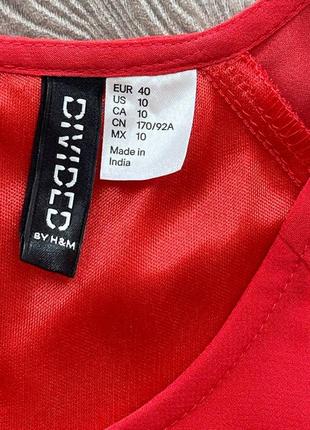 DIVIDED
BY H&M
EUR 40
US 10
CA 10
CN 170/92A
MX 10
Made in
India